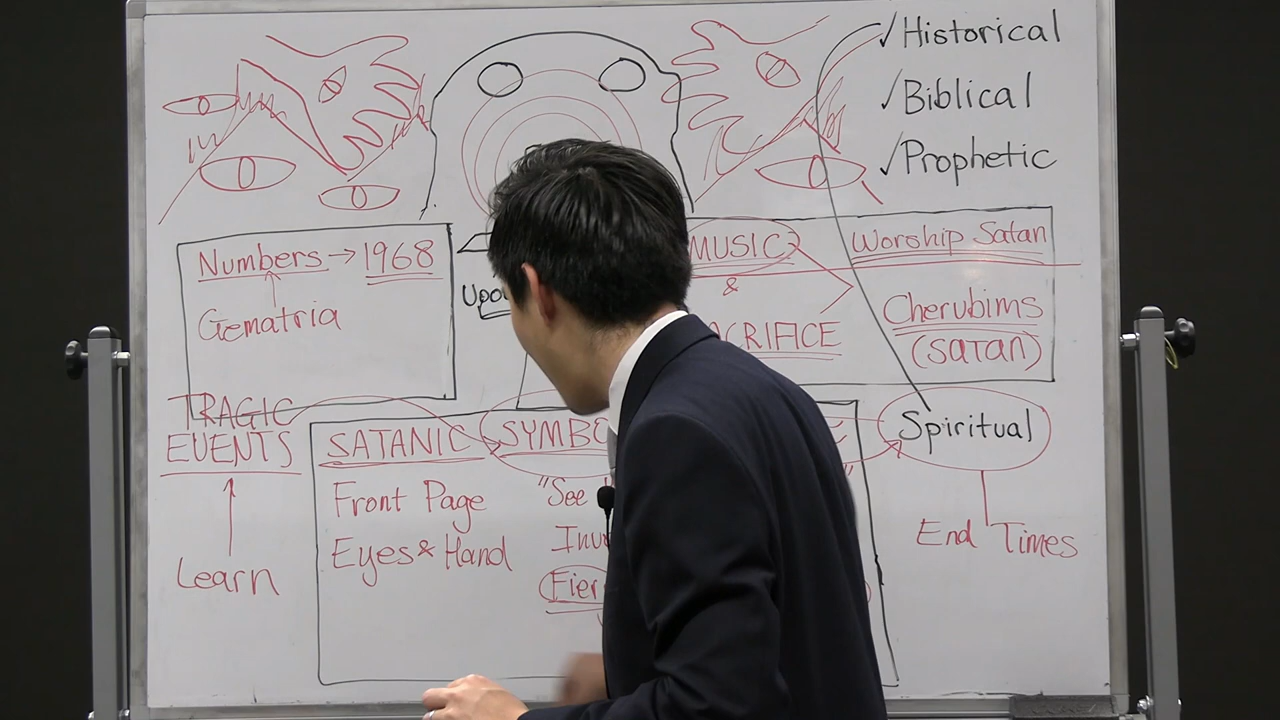 ✓Historical
✓Biblical
✓Prophetic
Numbers → 1968
Gematria
MUSIC
&
Worship Satan
Cherubims
(SATAN)
TRAGIC
EVENTS
Learn
SATANIC
Front Page
Eyes & Hand
"See
Spiritual
End Times